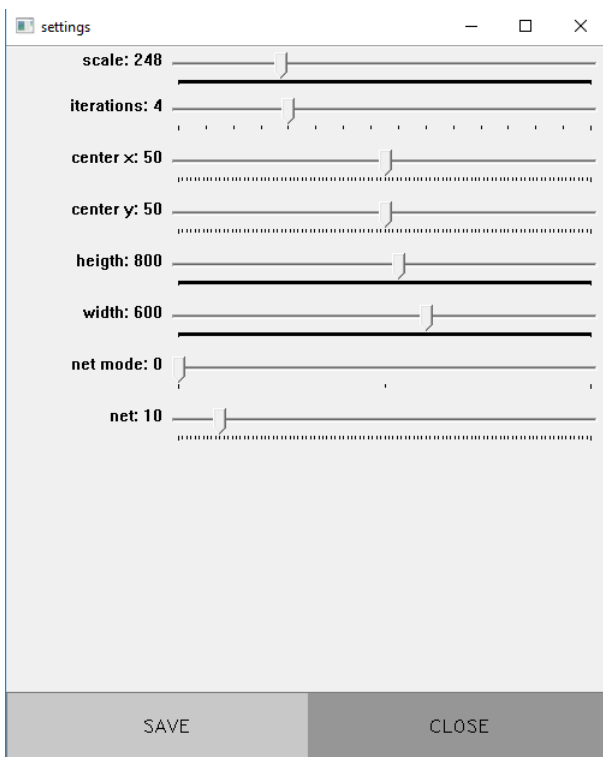 settings
scale: 248
iterations: 4
center x: 50
center y: 50
heigth: 800
width: 600
net mode: 0
net: 10
SAVE CLOSE